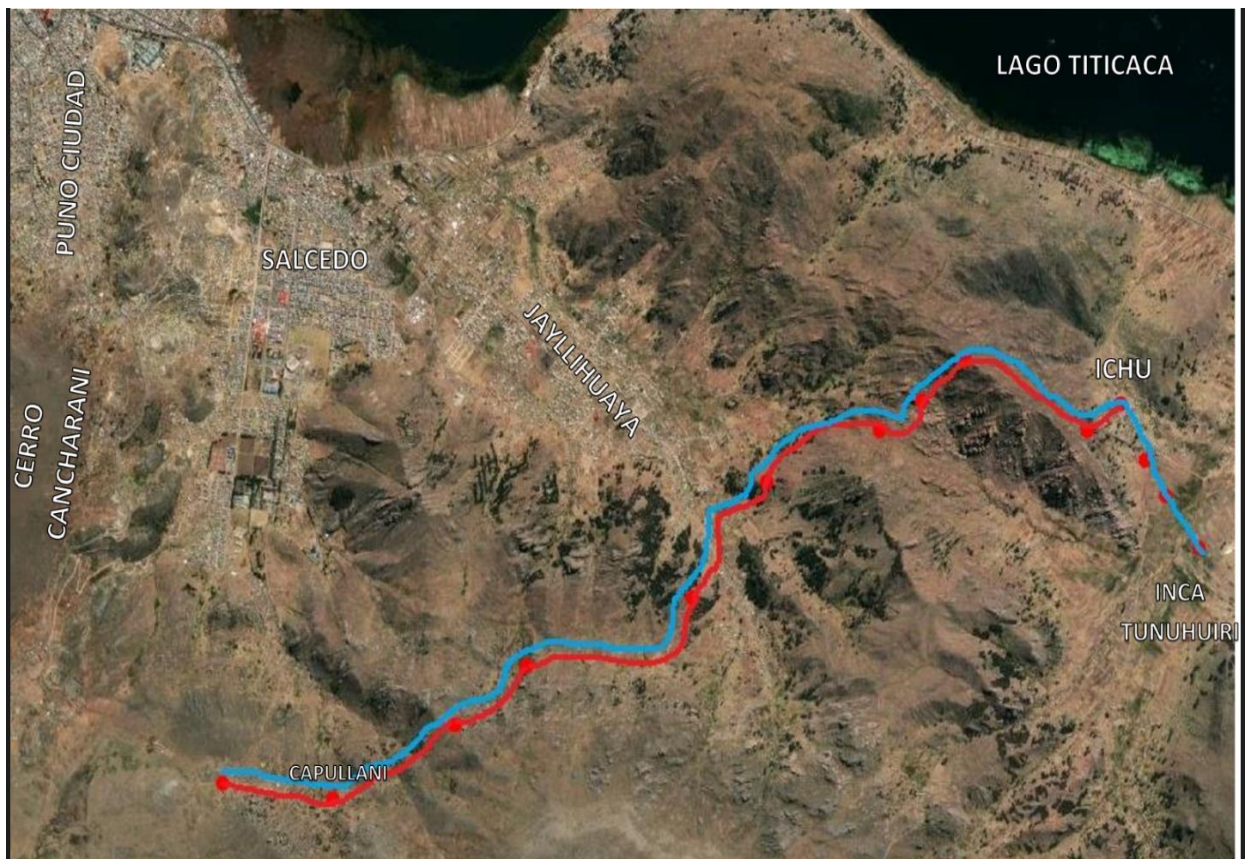 LAGO TITICACA
PUNO CIUDAD
SALCEDO
JAYLLIHUAYA
ICHU
CERRO
CANCHARANI
INCA
TUNUHUIRI
CAPULLANI